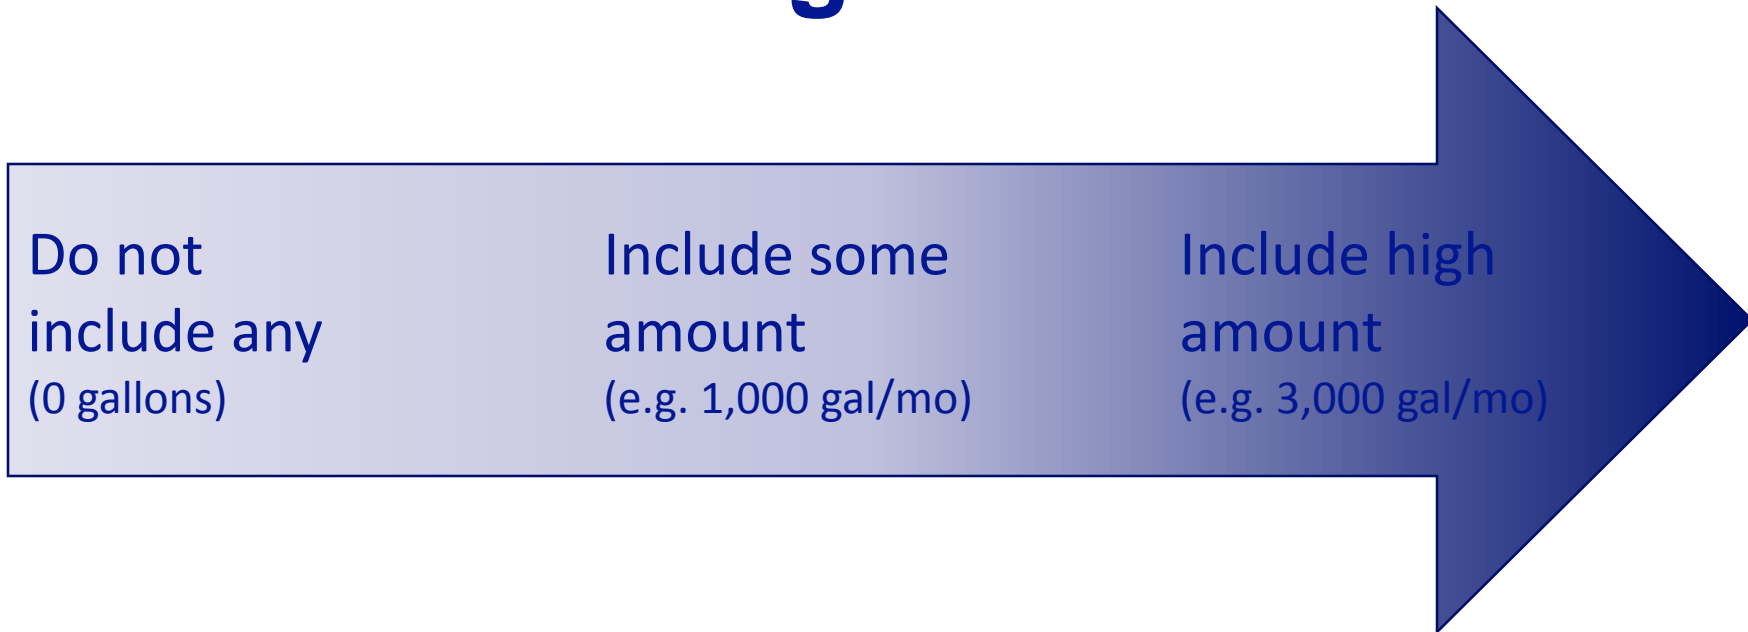 Do not
include any
(0 gallons)
Include some
amount
(e.g. 1,000 gal/mo)
Include high
amount
(e.g. 3,000 gal/mo)